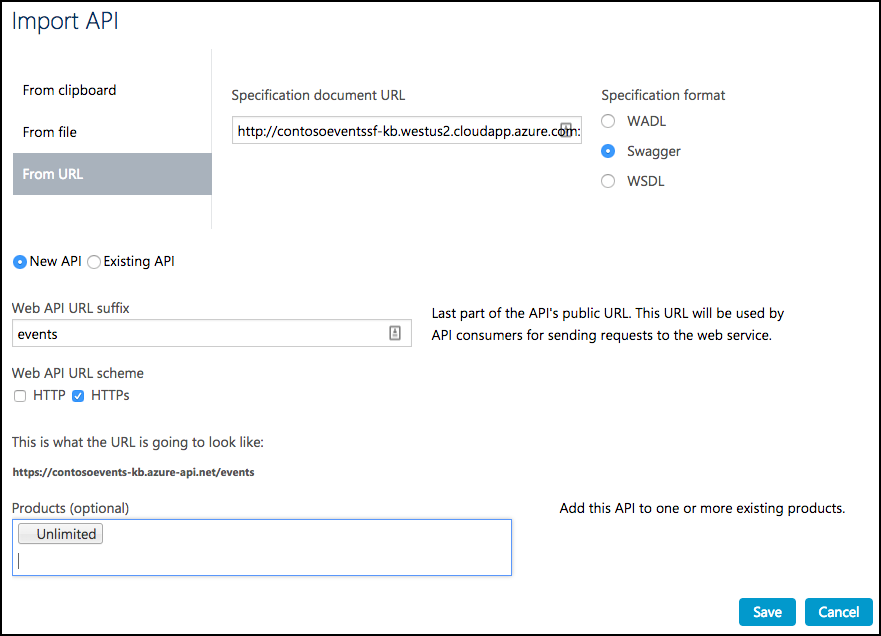 Import API
From clipboard
From file
From URL
Specification document URL
http://contosoeventssf-kb.westus2.cloudapp.azure.com:
Specification format
WADL
Swagger
WSDL
New API Existing API
Web API URL suffix
events
Last part of the API's public URL. This URL will be used by
API consumers for sending requests to the web service.
Web API URL scheme
HTTP HTTPs
This is what the URL is going to look like:
https://contosoevents-kb.azure-api.net/events
Products (optional)
Unlimited
Add this API to one or more existing products.
Save Cancel